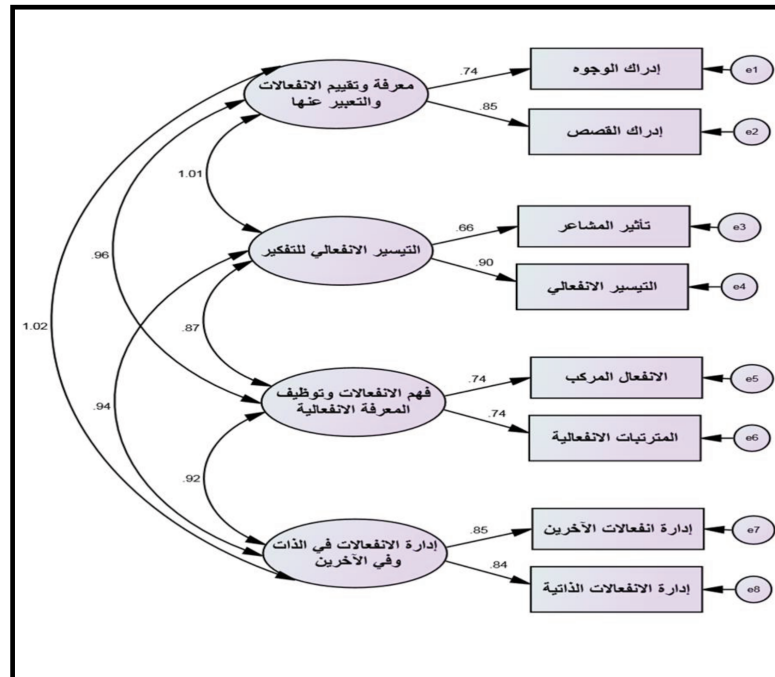 معرفة وتقييم الانفعالات
والتعبير عنها
.74
إدراك الوجوه
e1
.85
إدراك القصص
e2
1.01
التيسير الانفعالي للتفكير
.66
تأثير المشاعر
e3
.90
التيسير الانفعالي
e4
.96
.87
1.02
فهم الانفعالات وتوظيف
المعرفة الانفعالية
.74
الانفعال المركب
e5
.74
المترتبات الانفعالية
e6
.94
.92
إدارة الانفعالات في الذات
وفي الآخرين
.85
إدارة انفعالات الآخرين
e7
.84
إدارة الانفعالات الذاتية
e8